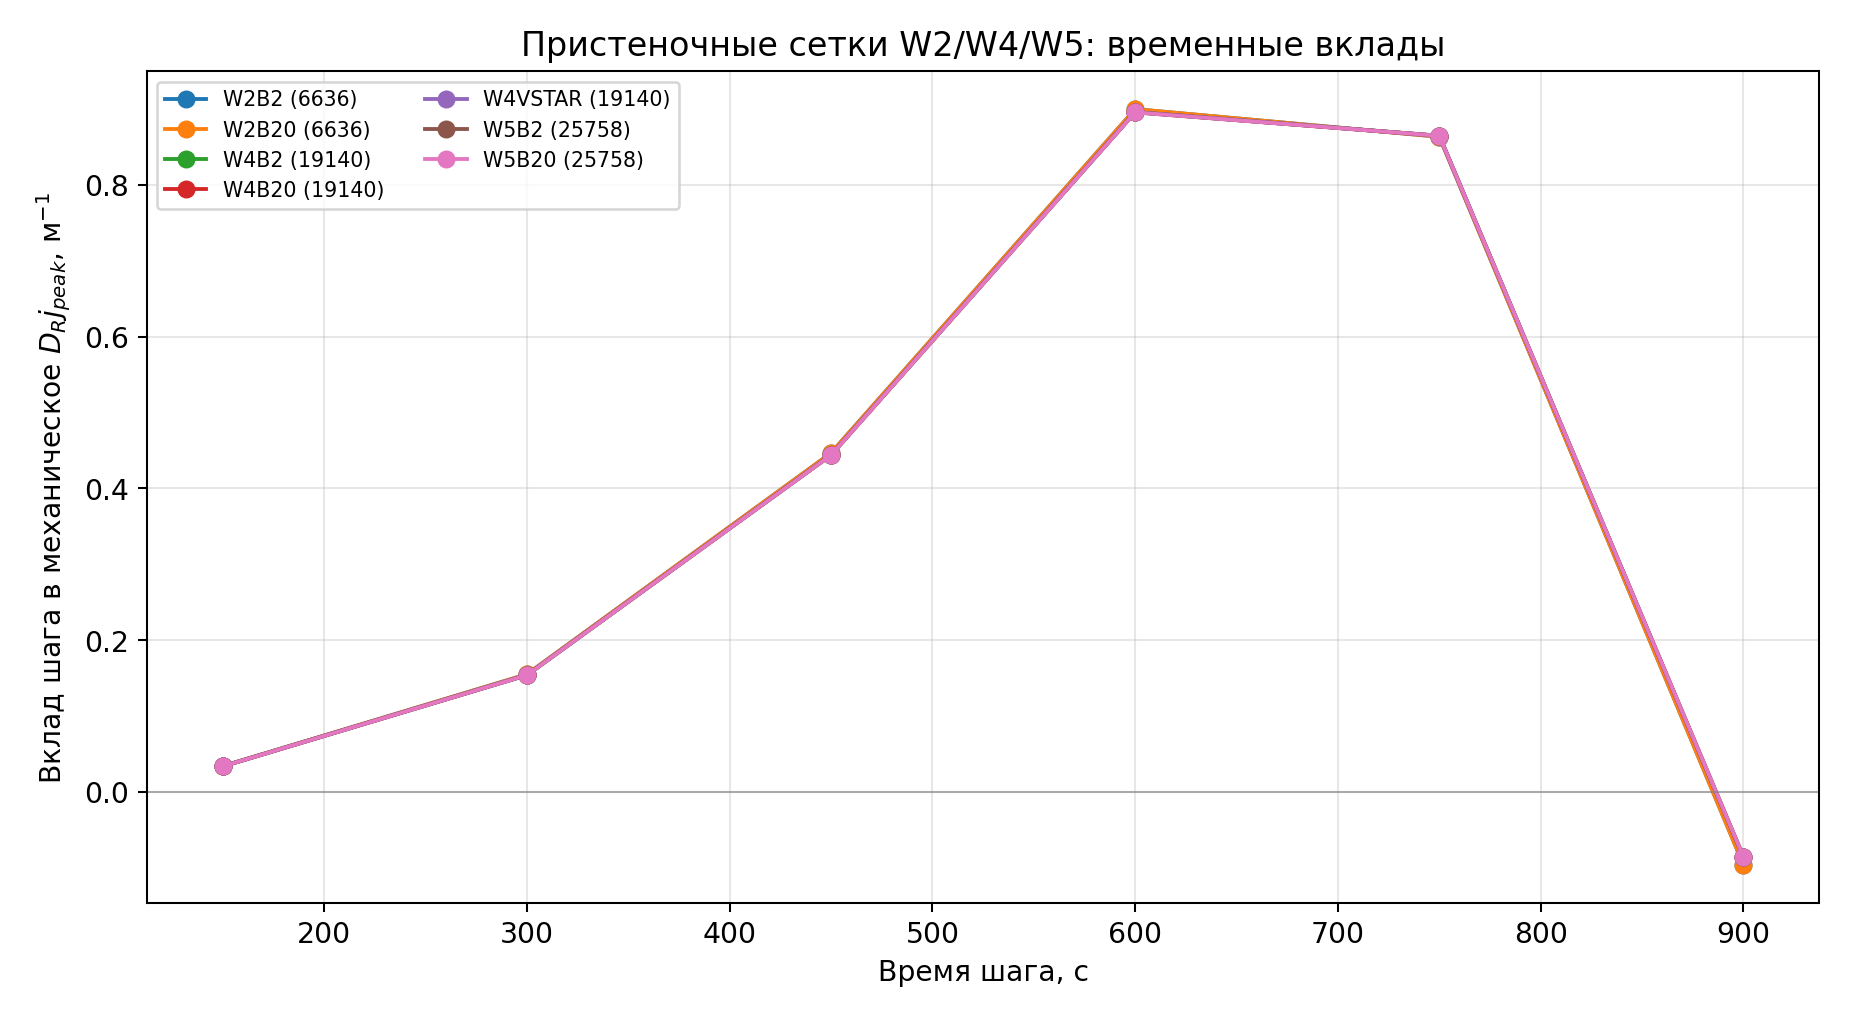 Пристеночные сетки W2/W4/W5: временные вклады
W2B2 (6636)
W2B20 (6636)
W4B2 (19140)
W4B20 (19140)
W4VSTAR (19140)
W5B2 (25758)
W5B20 (25758)
Вклад шага в механическое D_R j_{peak}, м⁻¹
0.8
0.6
0.4
0.2
0.0
200 300 400 500 600 700 800 900
Время шага, с